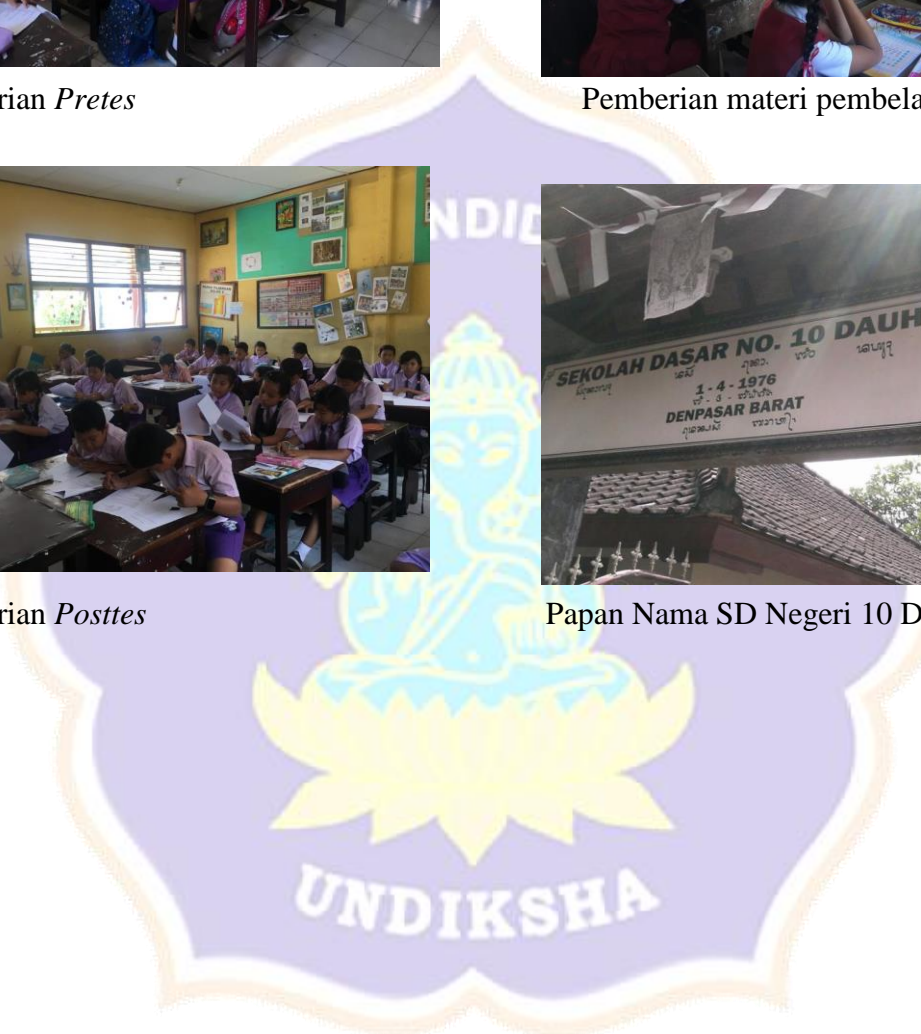 rian Pretes
Pemberian materi pembela
NDID
SEKOLAH DASAR NO. 10 DAUH
1 - 4 - 1976
DENPASAR BARAT
rian Posttes
Papan Nama SD Negeri 10 D
UNDIKSHA